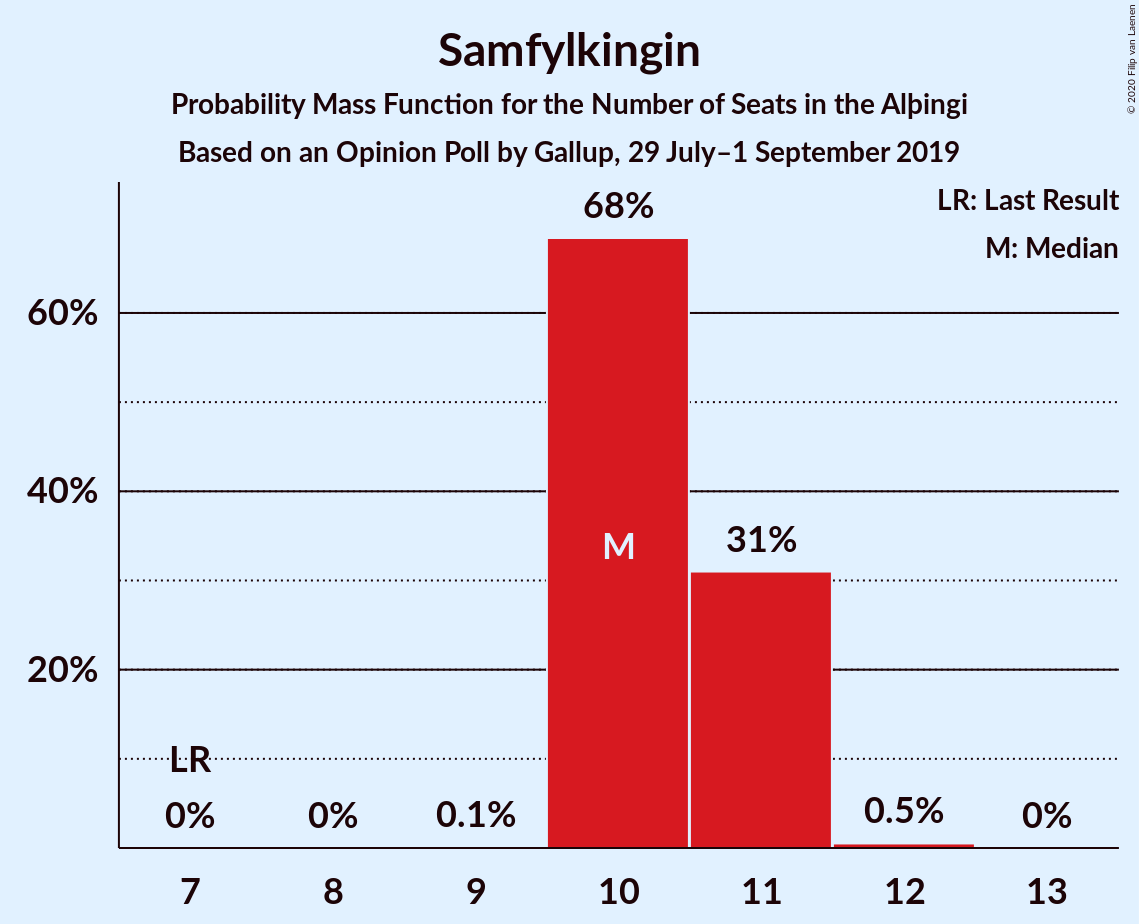 Samfylkingin
Probability Mass Function for the Number of Seats in the Alþingi
Based on an Opinion Poll by Gallup, 29 July–1 September 2019
© 2020 Filip van Laenen
LR: Last Result
M: Median
68%
60%
40%
31%
M
20%
LR
0%
0%
0.1%
0.5%
0%
7
8
9
10
11
12
13